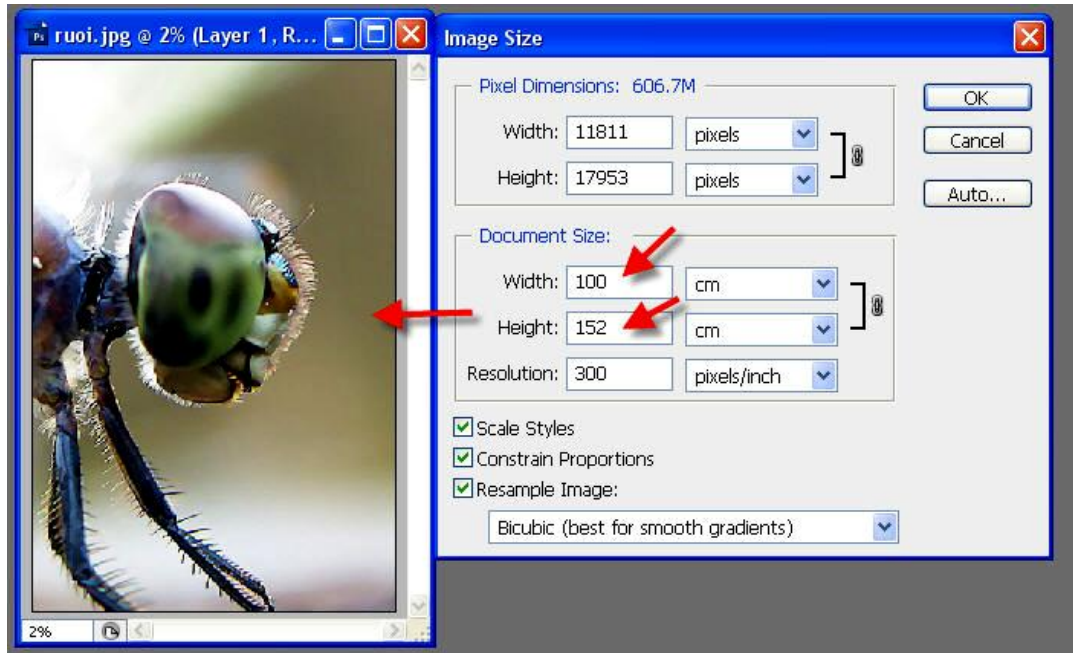 Ps ruoi.jpg @ 2% (Layer 1, R...
2%
Image Size
Pixel Dimensions: 606.7M
Width: 11811 pixels
Height: 17953 pixels
Document Size:
Width: 100 cm
Height: 152 cm
Resolution: 300 pixels/inch
Scale Styles
Constrain Proportions
Resample Image:
Bicubic (best for smooth gradients)
OK
Cancel
Auto...